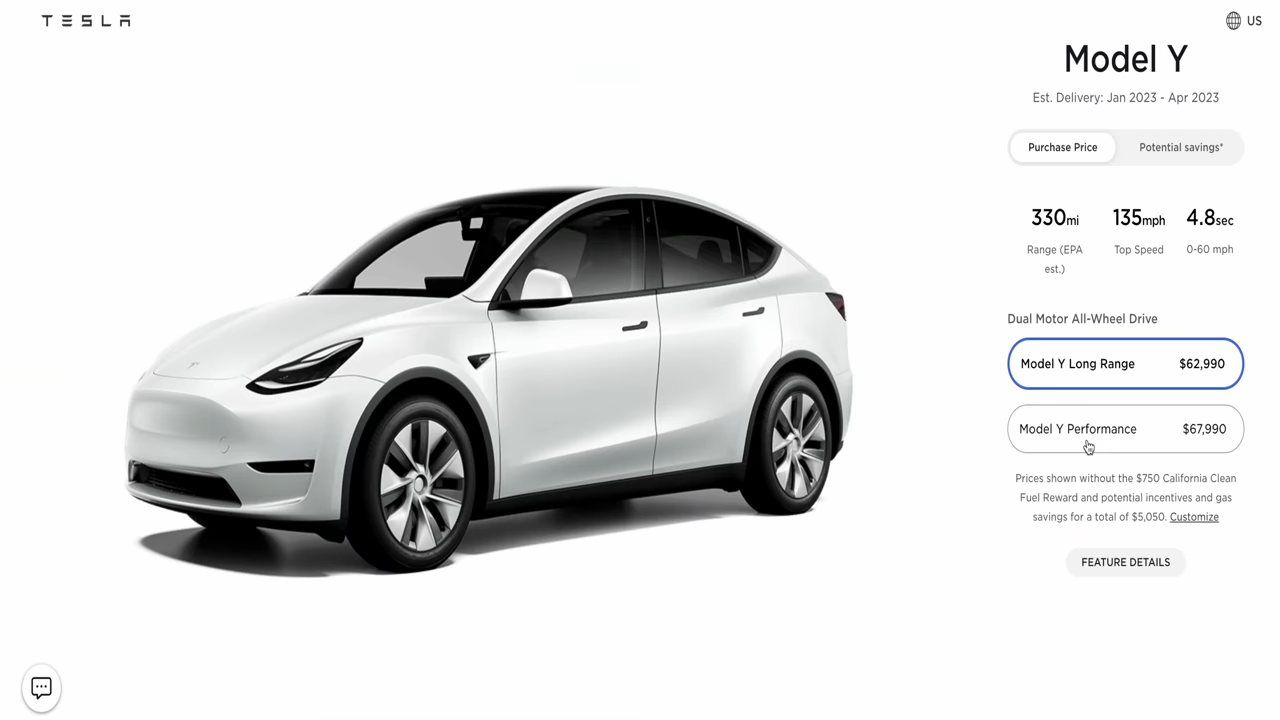 TESLA
US
Model Y
Est. Delivery: Jan 2023 - Apr 2023
Purchase Price Potential savings*
330mi 135mph 4.8sec
Range (EPA est.) Top Speed 0-60 mph
Dual Motor All-Wheel Drive
Model Y Long Range $62,990
Model Y Performance $67,990
Prices shown without the $750 California Clean
Fuel Reward and potential incentives and gas
savings for a total of $5,050. Customize
FEATURE DETAILS